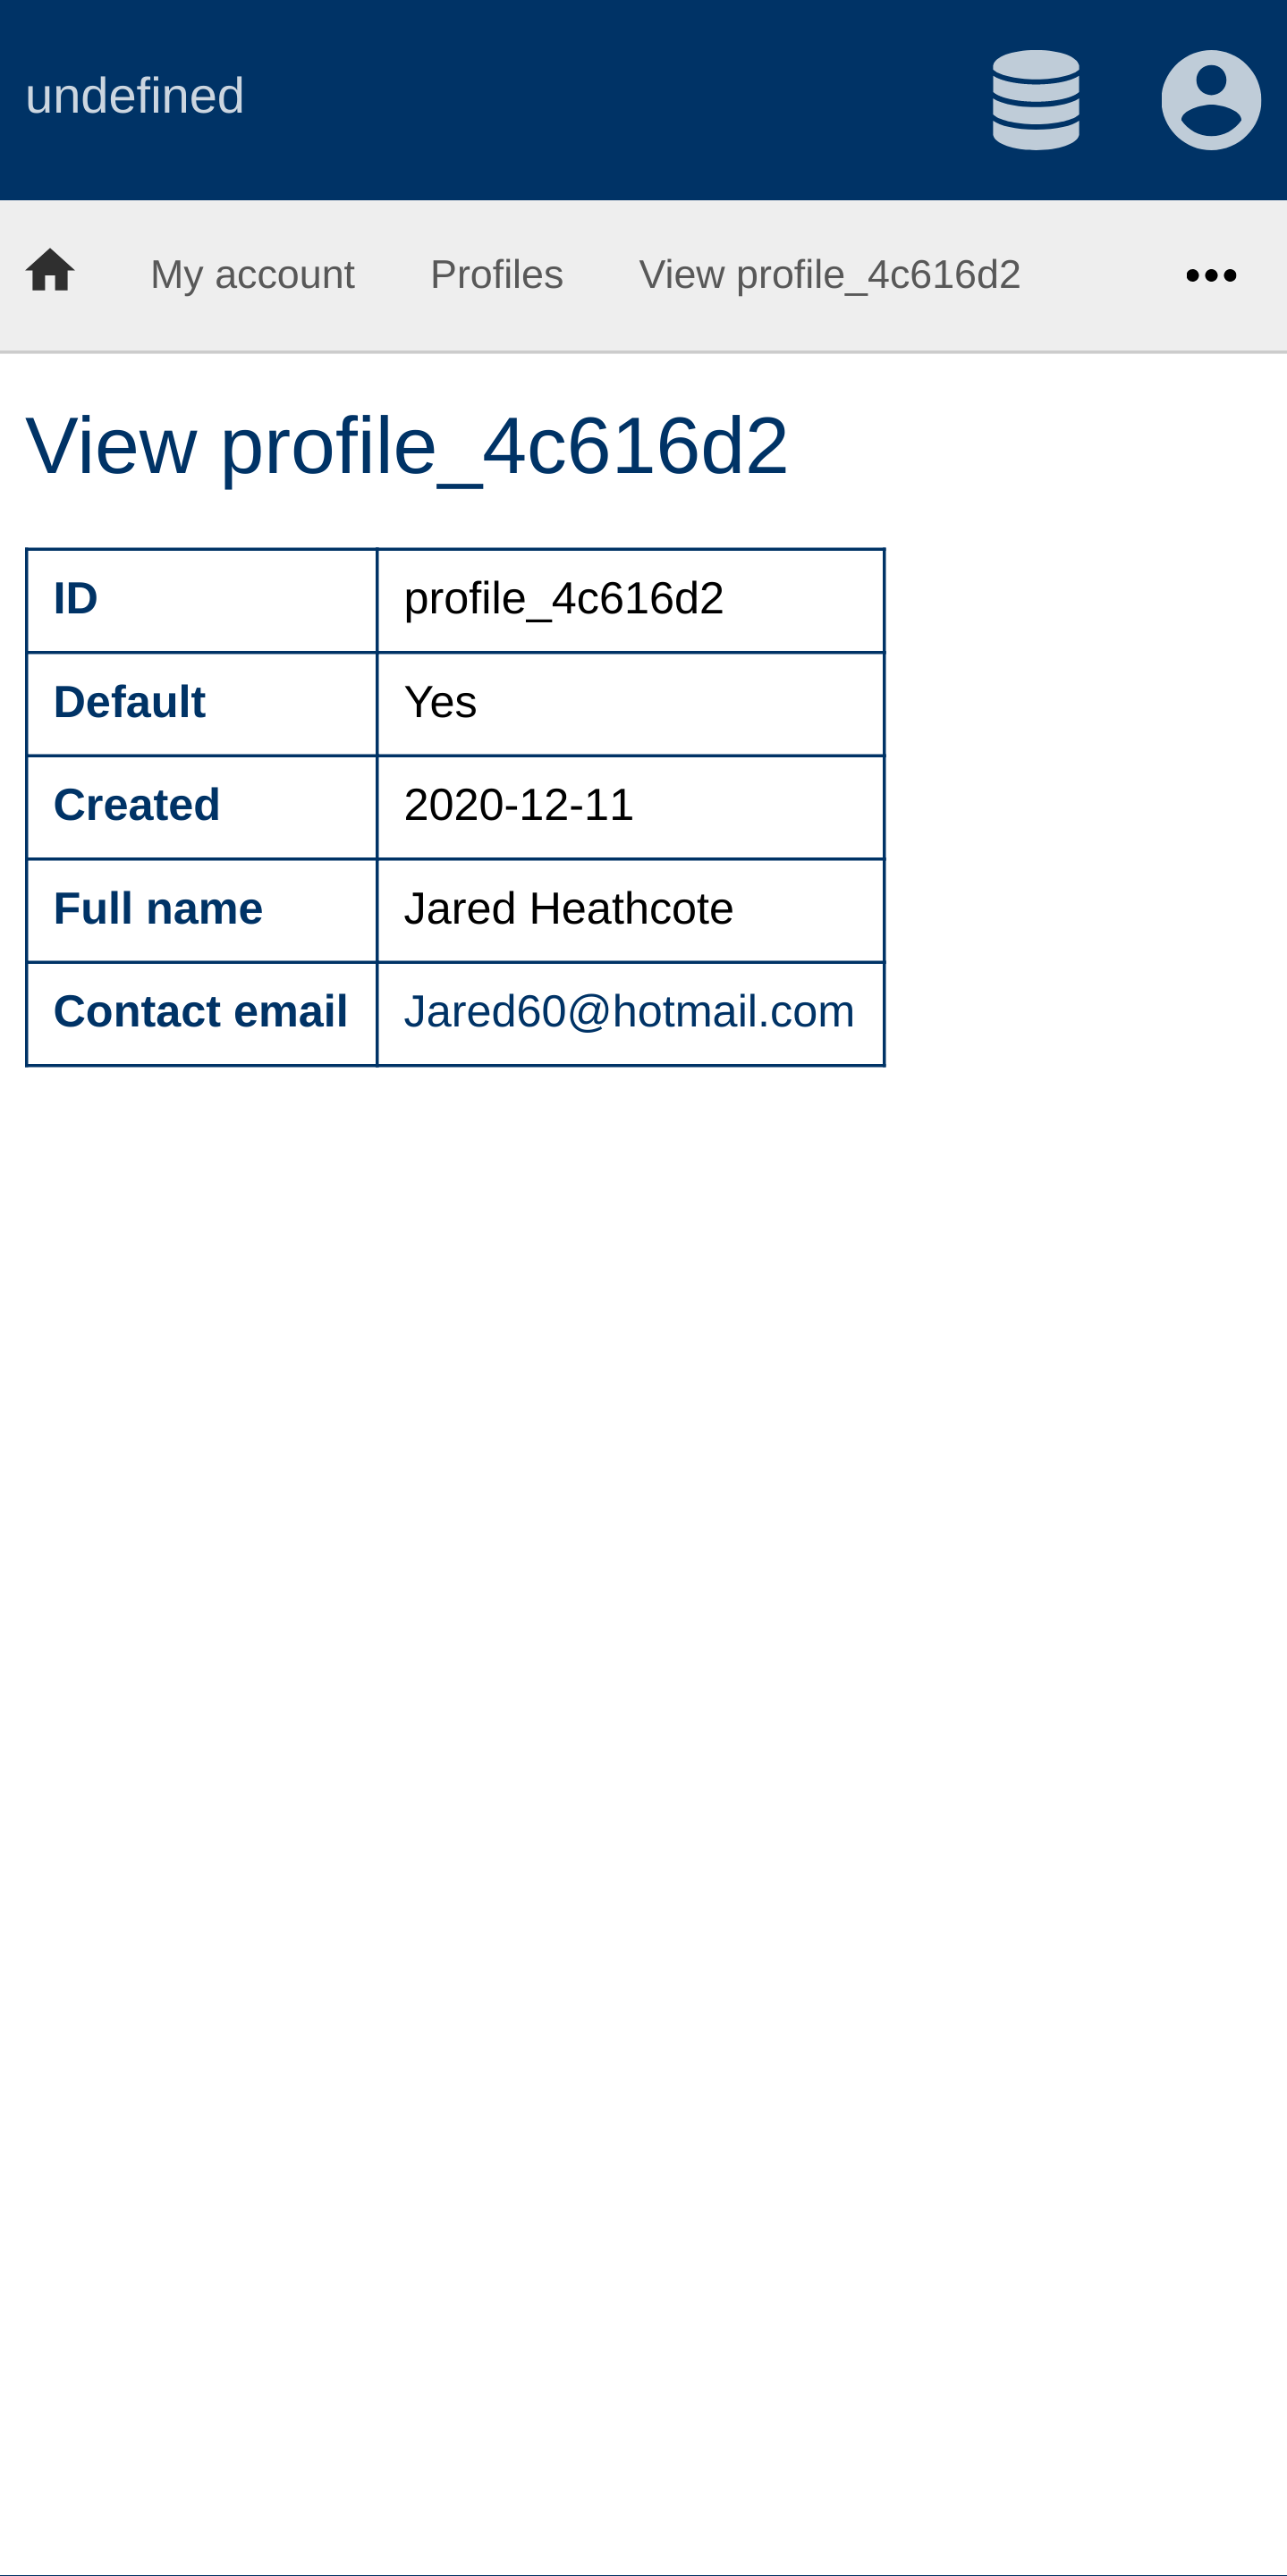 undefined
My account Profiles View profile_4c616d2 •••
View profile_4c616d2
ID profile_4c616d2
Default Yes
Created 2020-12-11
Full name Jared Heathcote
Contact email Jared60@hotmail.com